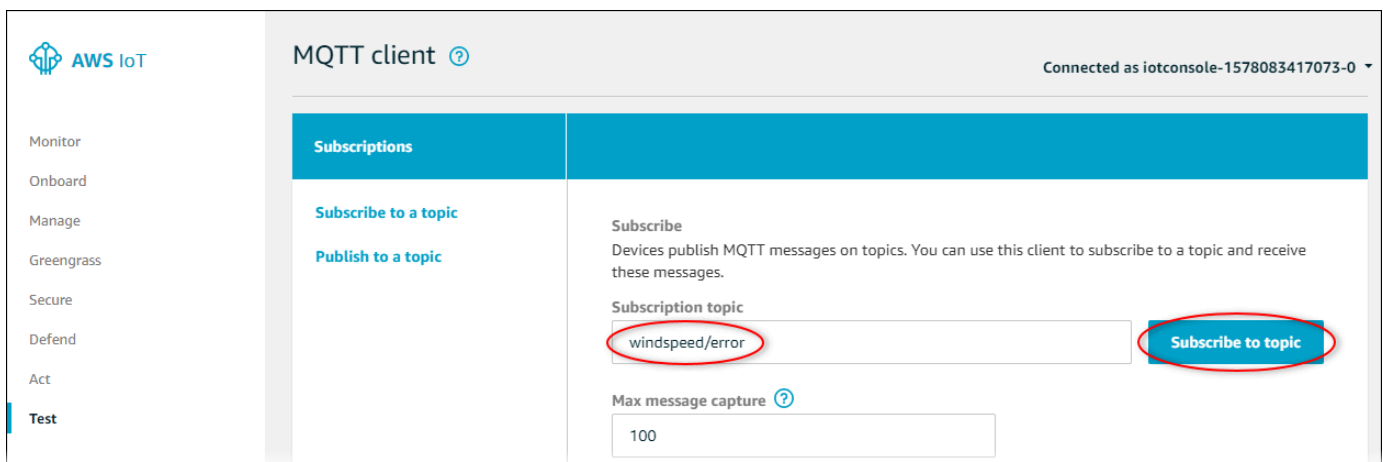 AWS IoT
MQTT client ?
Connected as iotconsole-1578083417073-0
Monitor
Onboard
Manage
Greengrass
Secure
Defend
Act
Test
Subscriptions
Subscribe to a topic
Publish to a topic
Subscribe
Devices publish MQTT messages on topics. You can use this client to subscribe to a topic and receive
these messages.
Subscription topic
windspeed/error
Subscribe to topic
Max message capture ?
100